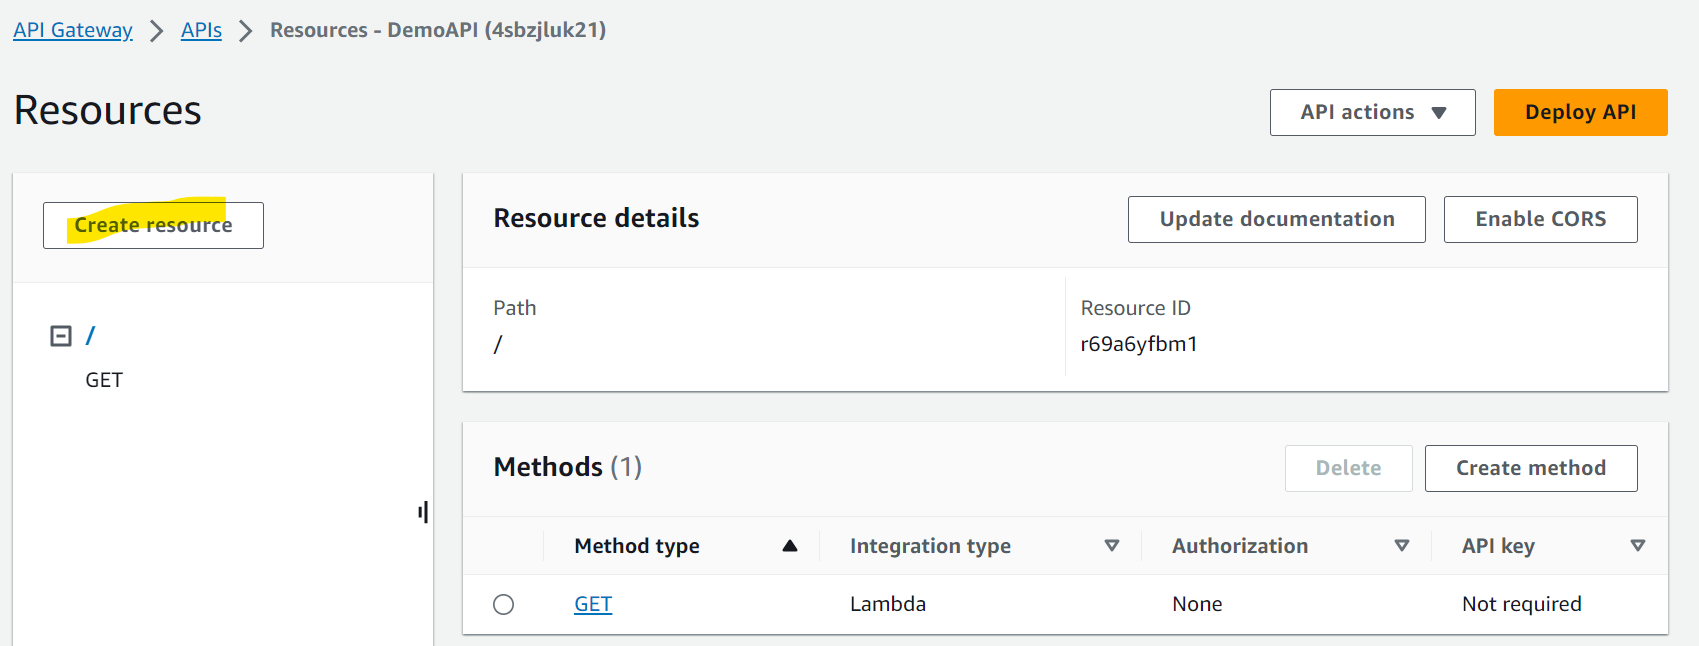 API Gateway > APIs > Resources - DemoAPI (4sbzjluk21)
Resources
API actions ▼ Deploy API
Create resource
/
GET
Resource details
Update documentation Enable CORS
Path
/
Resource ID
r69a6yfbm1
Methods (1)
Delete Create method
Method type Integration type Authorization API key
GET Lambda None Not required